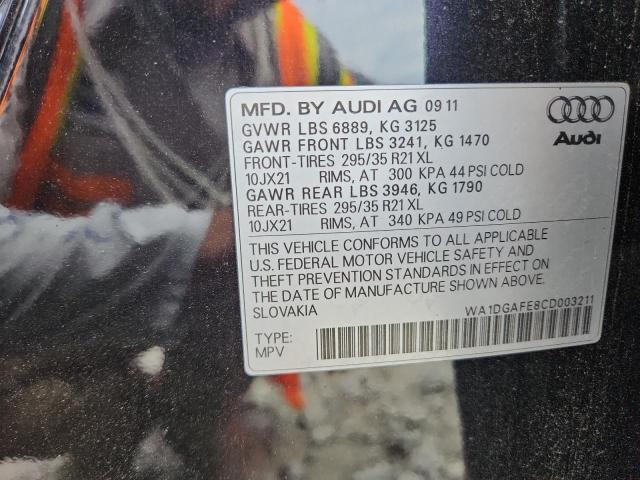 MFD. BY AUDI AG 09 11
GVWR LBS 6889, KG 3125
GAWR FRONT LBS 3241, KG 1470
FRONT-TIRES 295/35 R21 XL
10JX21 RIMS, AT 300 KPA 44 PSI COLD
GAWR REAR LBS 3946, KG 1790
REAR-TIRES 295/35 R21 XL
10JX21 RIMS, AT 340 KPA 49 PSI COLD
Audi
THIS VEHICLE CONFORMS TO ALL APPLICABLE
U.S. FEDERAL MOTOR VEHICLE SAFETY AND
THEFT PREVENTION STANDARDS IN EFFECT ON
THE DATE OF MANUFACTURE SHOWN ABOVE.
SLOVAKIA
WA1DGAFE8CD003211
TYPE:
MPV